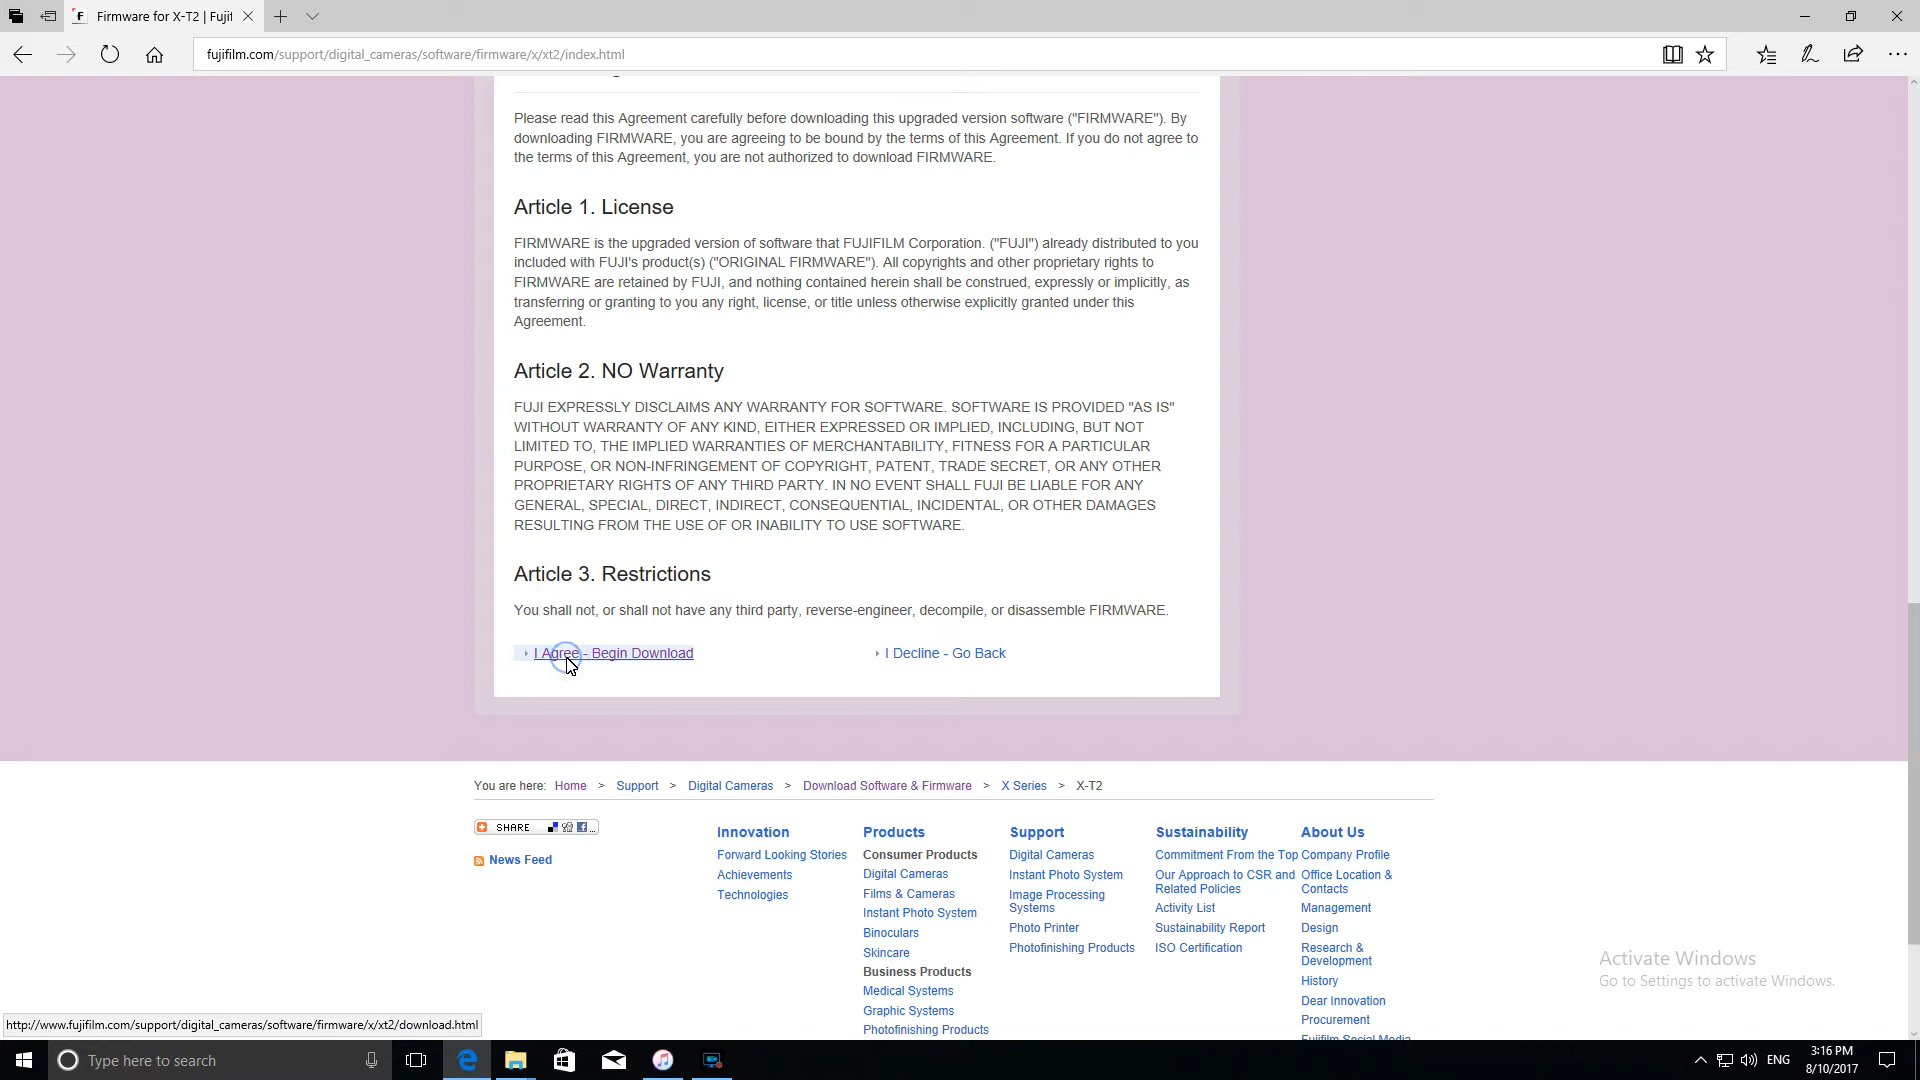 Firmware for X-T2 | Fujif
fujifilm.com/support/digital_cameras/software/firmware/x/xt2/index.html
Please read this Agreement carefully before downloading this upgraded version software ("FIRMWARE"). By
downloading FIRMWARE, you are agreeing to be bound by the terms of this Agreement. If you do not agree to
the terms of this Agreement, you are not authorized to download FIRMWARE.
Article 1. License
FIRMWARE is the upgraded version of software that FUJIFILM Corporation. ("FUJI") already distributed to you
included with FUJI's product(s) ("ORIGINAL FIRMWARE"). All copyrights and other proprietary rights to
FIRMWARE are retained by FUJI, and nothing contained herein shall be construed, expressly or implicitly, as
transferring or granting to you any right, license, or title unless otherwise explicitly granted under this
Agreement.
Article 2. NO Warranty
FUJI EXPRESSLY DISCLAIMS ANY WARRANTY FOR SOFTWARE. SOFTWARE IS PROVIDED "AS IS"
WITHOUT WARRANTY OF ANY KIND, EITHER EXPRESSED OR IMPLIED, INCLUDING, BUT NOT
LIMITED TO, THE IMPLIED WARRANTIES OF MERCHANTABILITY, FITNESS FOR A PARTICULAR
PURPOSE, OR NON-INFRINGEMENT OF COPYRIGHT, PATENT, TRADE SECRET, OR ANY OTHER
PROPRIETARY RIGHTS OF ANY THIRD PARTY. IN NO EVENT SHALL FUJI BE LIABLE FOR ANY
GENERAL, SPECIAL, DIRECT, INDIRECT, CONSEQUENTIAL, INCIDENTAL, OR OTHER DAMAGES
RESULTING FROM THE USE OF OR INABILITY TO USE SOFTWARE.
Article 3. Restrictions
You shall not, or shall not have any third party, reverse-engineer, decompile, or disassemble FIRMWARE.
I Agree - Begin Download I Decline - Go Back
You are here: Home > Support > Digital Cameras > Download Software & Firmware > X Series > X-T2
SHARE
News Feed
Innovation
Forward Looking Stories
Achievements
Technologies
Products
Consumer Products
Digital Cameras
Films & Cameras
Instant Photo System
Binoculars
Skincare
Business Products
Medical Systems
Graphic Systems
Photofinishing Products
Support
Digital Cameras
Instant Photo System
Image Processing
Systems
Photo Printer
Photofinishing Products
Sustainability
Commitment From the Top
Our Approach to CSR and
Related Policies
Activity List
Sustainability Report
ISO Certification
About Us
Company Profile
Office Location &
Contacts
Management
Design
Research &
Development
History
Dear Innovation
Procurement
Fujifilm Social Media
Activate Windows
Go to Settings to activate Windows.
http://www.fujifilm.com/support/digital_cameras/software/firmware/x/xt2/download.html
Type here to search
ENG
3:16 PM
8/10/2017